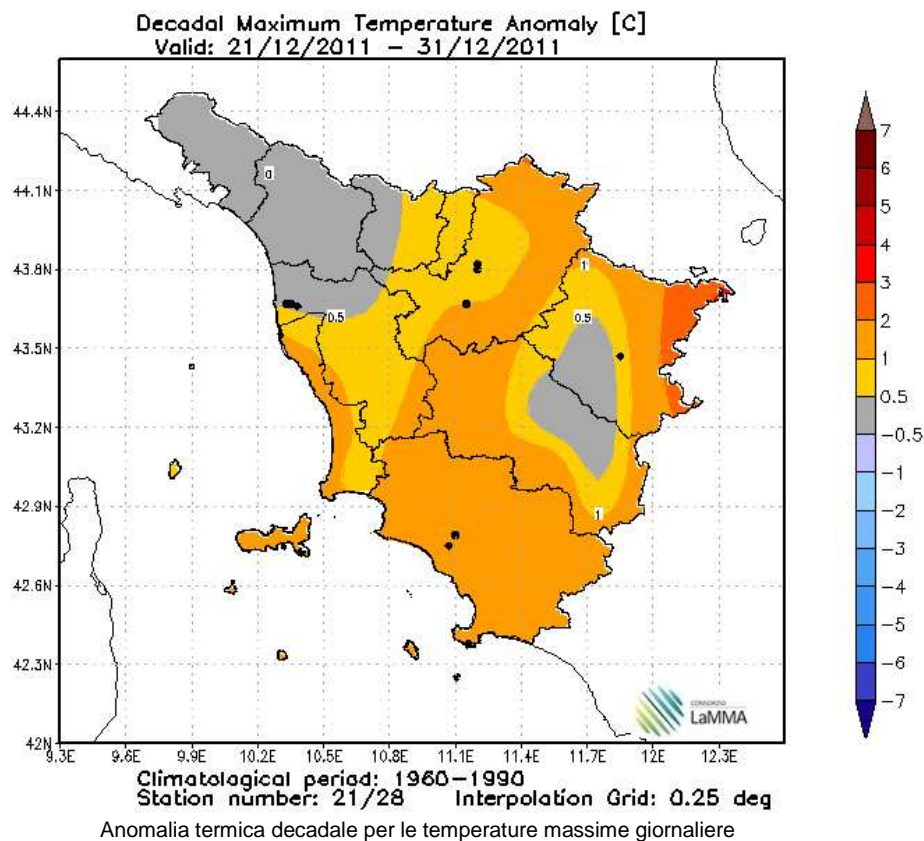 Decadal Maximum Temperature Anomaly [C]
Valid: 21/12/2011 – 31/12/2011
44.4N
44.1N
43.8N
43.5N
43.2N
42.9N
42.6N
42.3N
42N
9.3E 9.6E 9.9E 10.2E 10.5E 10.8E 11.1E 11.4E 11.7E 12E 12.3E
0
1
0.5
0.5
1
7
6
5
4
3
2
1
0.5
−0.5
−1
−2
−3
−4
−5
−6
−7
CONSORZIO
LaMMA
Climatological period: 1960–1990
Station number: 21/28 Interpolation Grid: 0.25 deg
Anomalia termica decadale per le temperature massime giornaliere